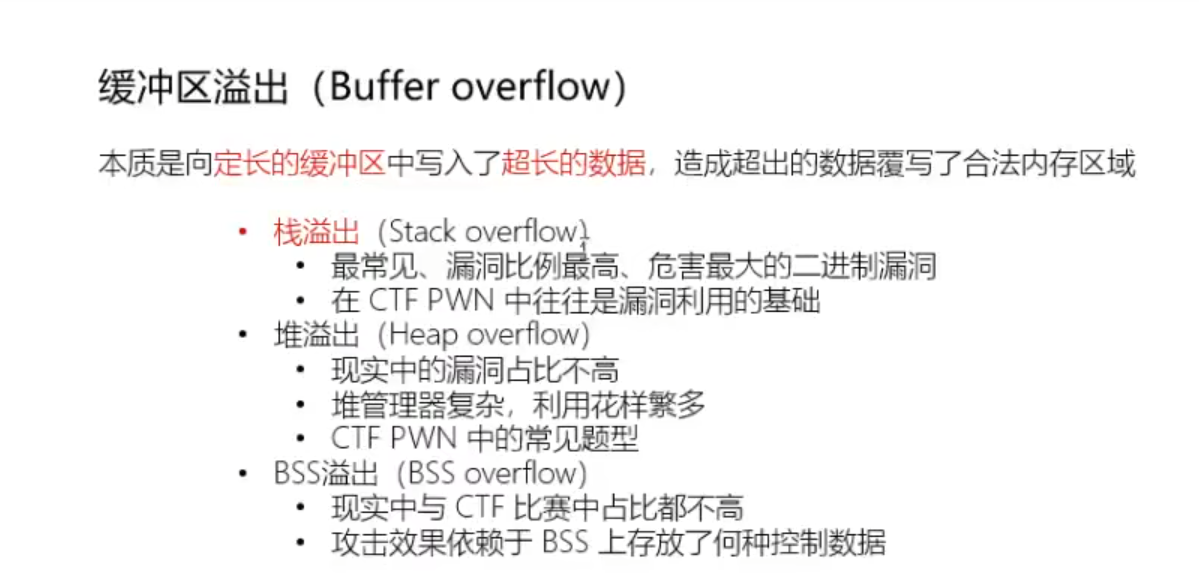 缓冲区溢出（Buffer overflow）
本质是向定长的缓冲区中写入了超长的数据，造成超出的数据覆写了合法内存区域
• 栈溢出（Stack overflow）
• 最常见、漏洞比例最高、危害最大的二进制漏洞
• 在 CTF PWN 中往往是漏洞利用的基础
• 堆溢出（Heap overflow）
• 现实中的漏洞占比不高
• 堆管理器复杂，利用花样繁多
• CTF PWN 中的常见题型
• BSS溢出（BSS overflow）
• 现实中与 CTF 比赛中占比都不高
• 攻击效果依赖于 BSS 上存放了何种控制数据